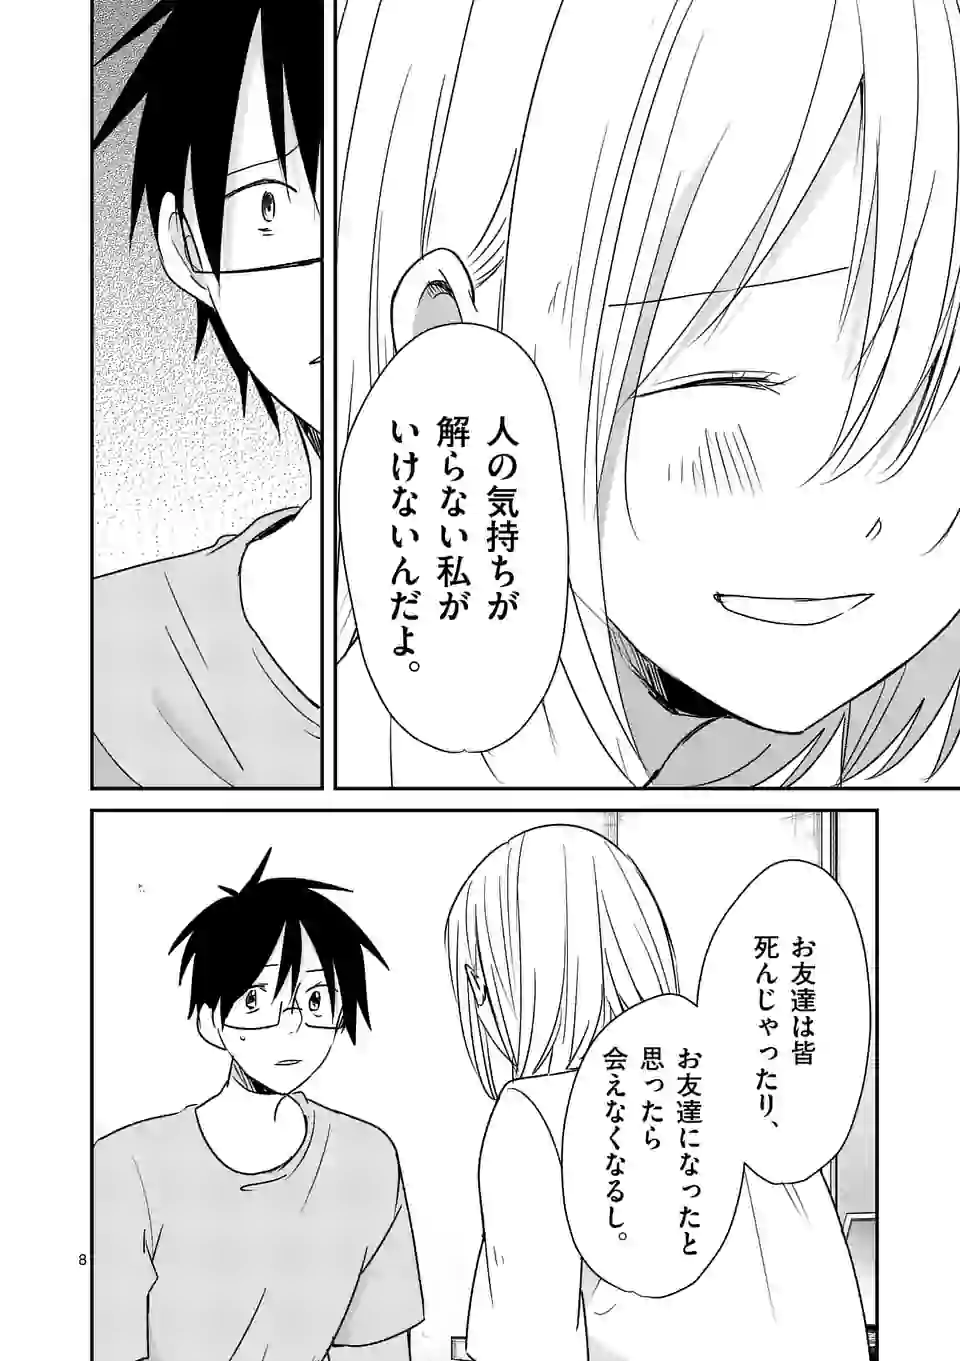 人の気持ちが
解らない私が
いけないんだよ。
お友達は皆
死んじゃったり、
お友達になったと
思ったら
会えなくなるし。
8